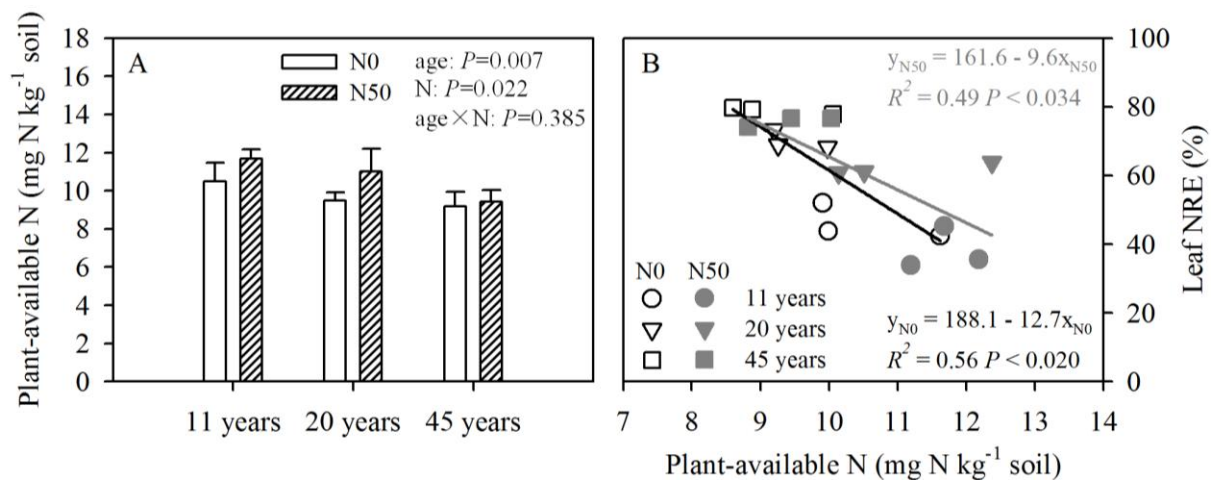 Plant-available N (mg N kg⁻¹ soil)
18
16
14
12
10
8
6
4
2
0
A
N0
N50
age: P=0.007
N: P=0.022
age×N: P=0.385
11 years
20 years
45 years
B
y_N50 = 161.6 - 9.6x_N50
R² = 0.49 P < 0.034
N0 N50
11 years
20 years
45 years
y_N0 = 188.1 - 12.7x_N0
R² = 0.56 P < 0.020
100
80
60
40
20
0
Leaf NRE (%)
7 8 9 10 11 12 13 14
Plant-available N (mg N kg⁻¹ soil)